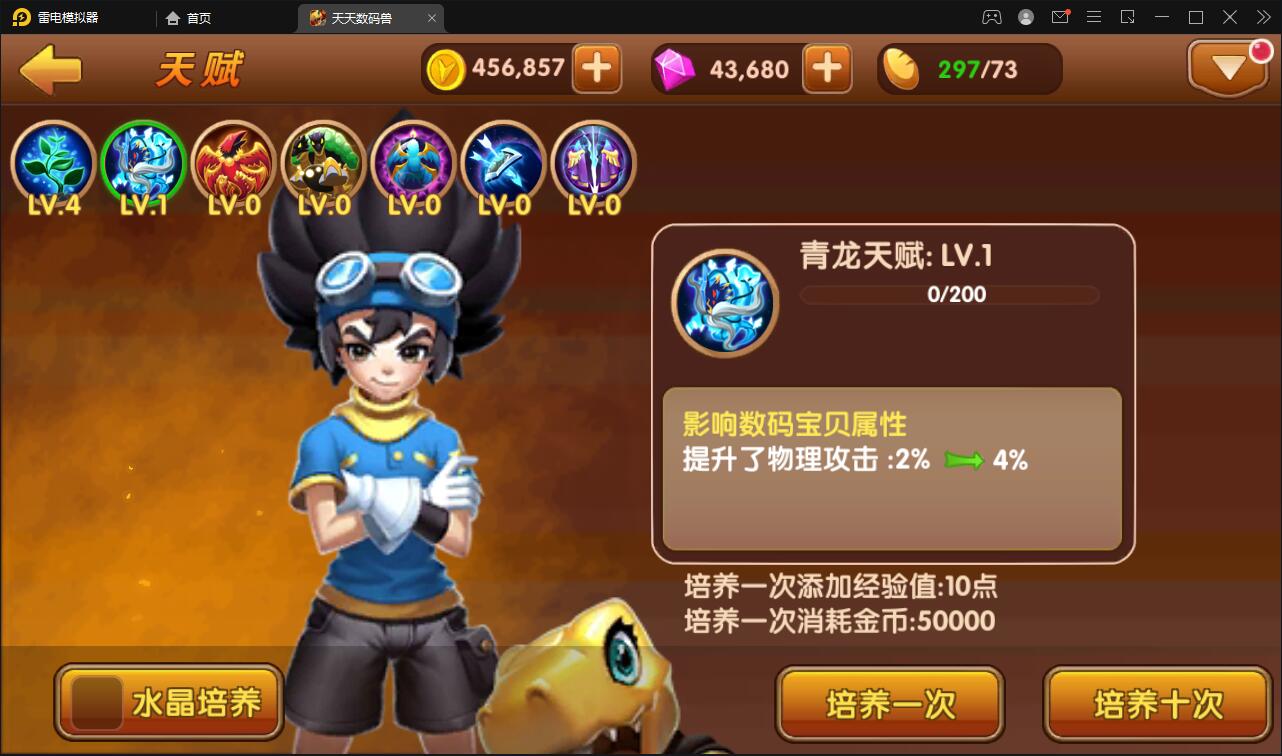 雷电模拟器
首页
天天数码兽
天赋
456,857
43,680
297/73
LV.4
LV.1
LV.0
LV.0
LV.0
LV.0
LV.0
青龙天赋: LV.1
0/200
影响数码宝贝属性
提升了物理攻击 :2% 4%
培养一次添加经验值:10点
培养一次消耗金币:50000
水晶培养
培养一次
培养十次